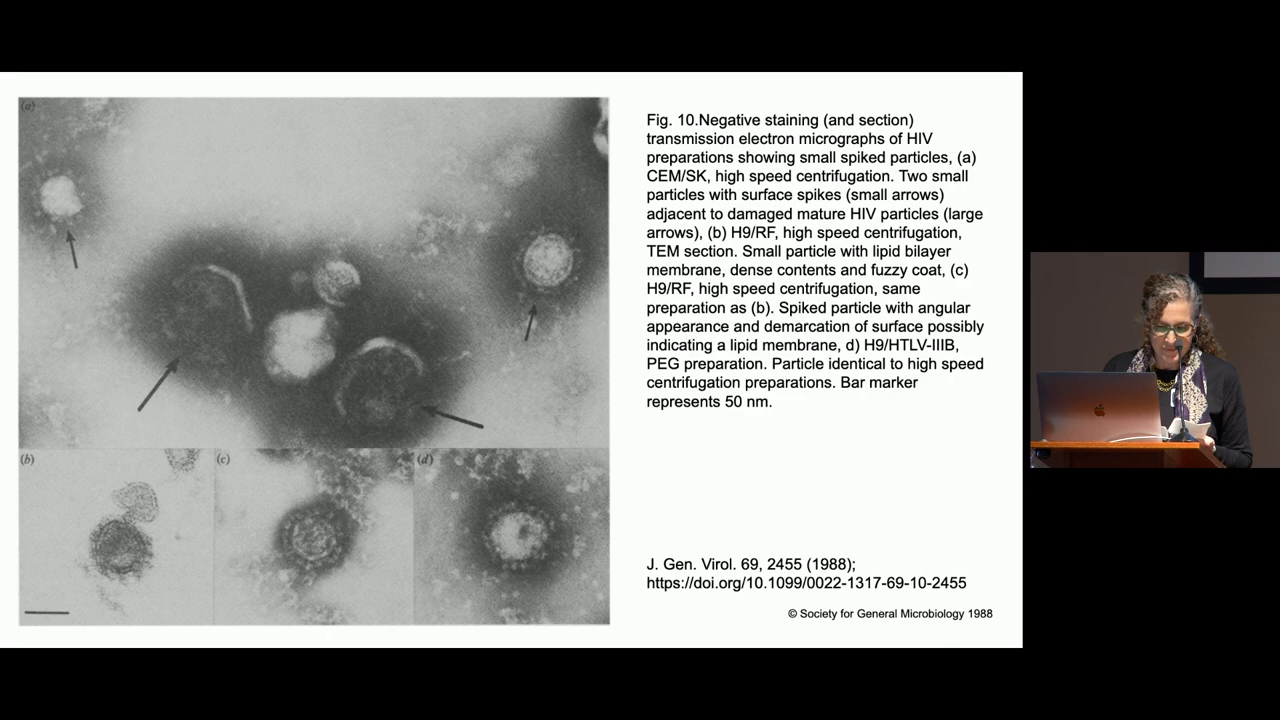 (a)
(b)
(c)
(d)
Fig. 10.Negative staining (and section)
transmission electron micrographs of HIV
preparations showing small spiked particles, (a)
CEM/SK, high speed centrifugation. Two small
particles with surface spikes (small arrows)
adjacent to damaged mature HIV particles (large
arrows), (b) H9/RF, high speed centrifugation,
TEM section. Small particle with lipid bilayer
membrane, dense contents and fuzzy coat, (c)
H9/RF, high speed centrifugation, same
preparation as (b). Spiked particle with angular
appearance and demarcation of surface possibly
indicating a lipid membrane, d) H9/HTLV-IIIB,
PEG preparation. Particle identical to high speed
centrifugation preparations. Bar marker
represents 50 nm.
J. Gen. Virol. 69, 2455 (1988);
https://doi.org/10.1099/0022-1317-69-10-2455
© Society for General Microbiology 1988